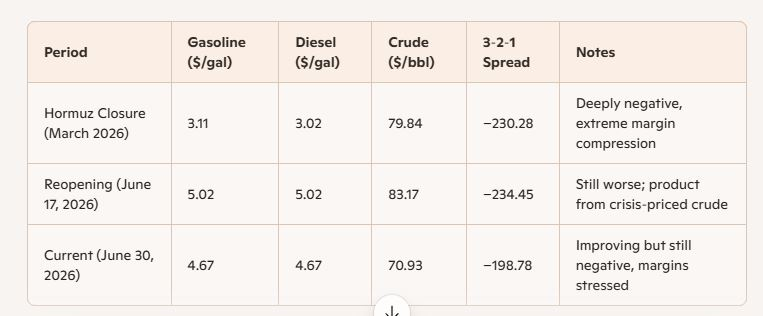 Period
Gasoline
($/gal)
Diesel
($/gal)
Crude
($/bbl)
3-2-1
Spread
Notes
Hormuz Closure
(March 2026)
3.11
3.02
79.84
−230.28
Deeply negative,
extreme margin
compression
Reopening (June
17, 2026)
5.02
5.02
83.17
−234.45
Still worse; product
from crisis-priced crude
Current (June 30,
2026)
4.67
4.67
70.93
−198.78
Improving but still
negative, margins
stressed